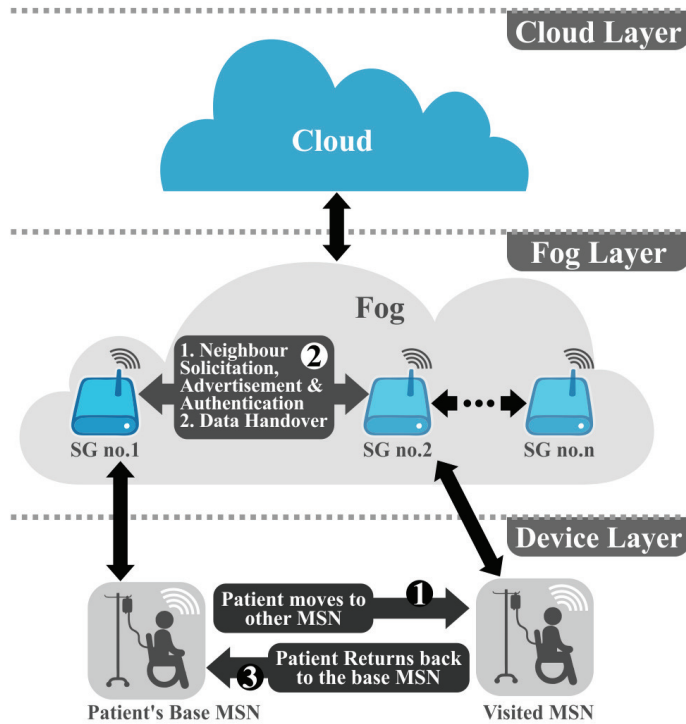 Cloud Layer
Cloud
Fog Layer
Fog
1. Neighbour
Solicitation,
Advertisement &
Authentication
2. Data Handover
2
SG no.1
SG no.2
SG no.n
Device Layer
Patient moves to
other MSN
1
Patient Returns back
to the base MSN
3
Patient's Base MSN
Visited MSN